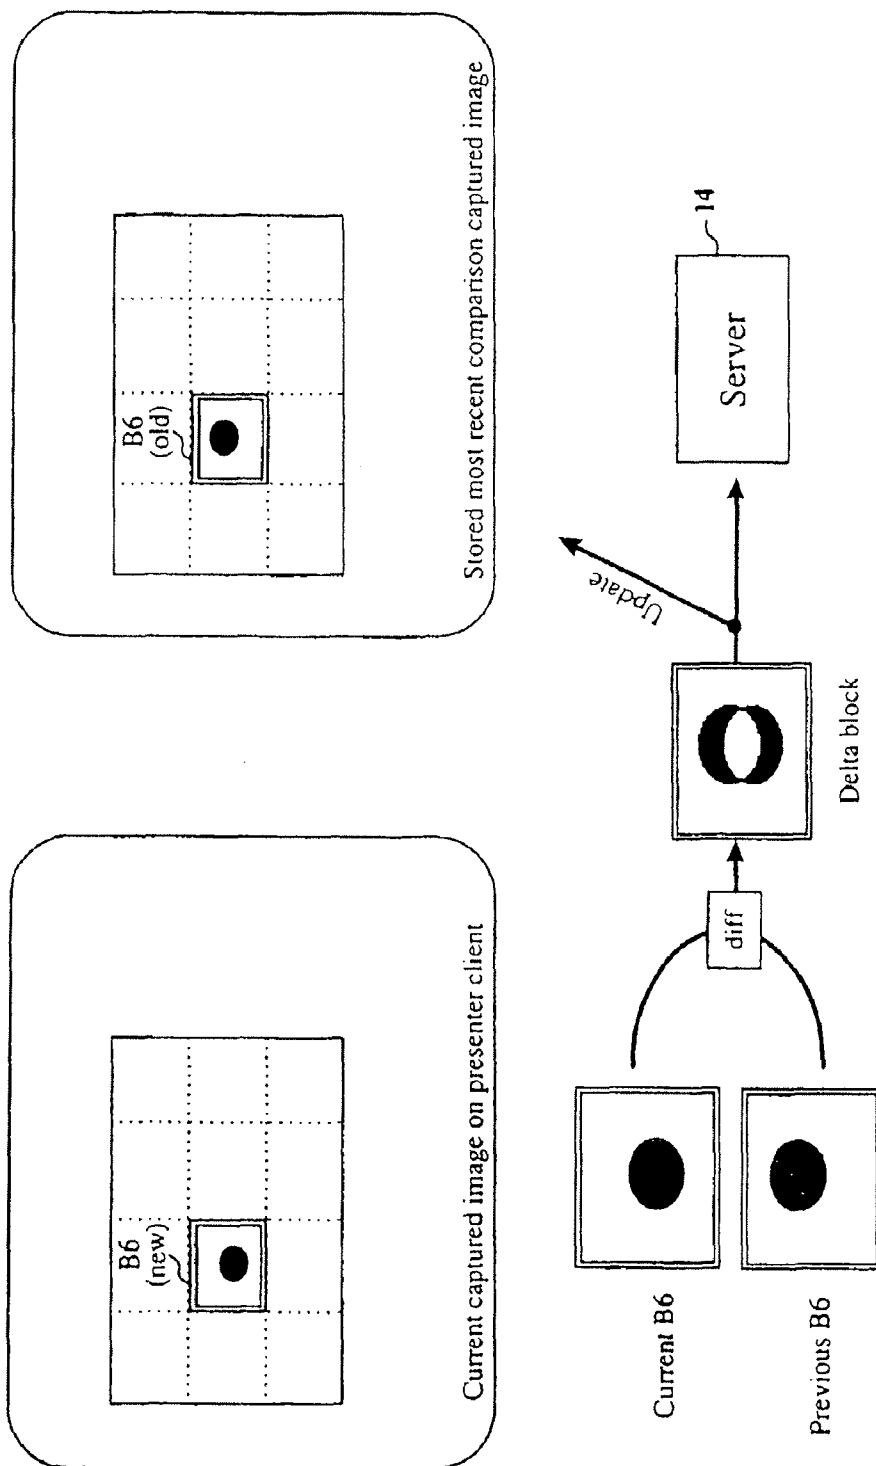 B6
(new)
Current captured image on presenter client
B6
(old)
Stored most recent comparison captured image
Current B6
Previous B6
diff
Delta block
Update
Server
14